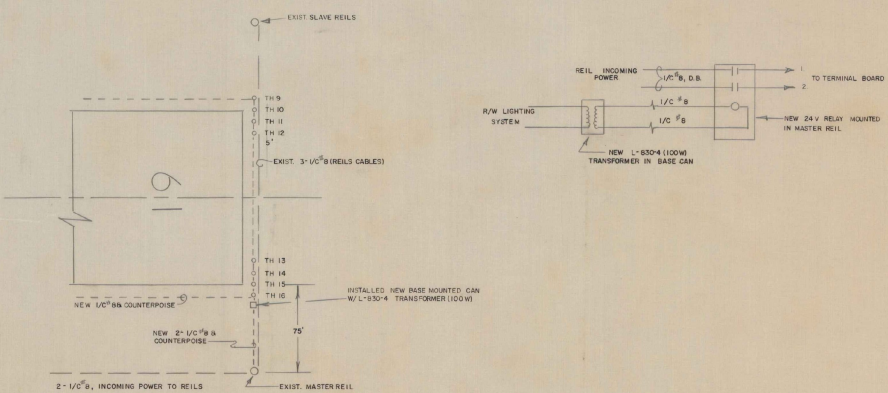 EXIST. SLAVE REILS
TH 9
TH 10
TH 11
TH 12
5'
EXIST. 3-1/C #8 (REILS CABLES)
19
TH 13
TH 14
TH 15
TH 16
NEW 1/C #8 & COUNTERPOISE
INSTALLED NEW BASE MOUNTED CAN
W/ L-830-4 TRANSFORMER (100 W)
NEW 2-1/C #8 &
COUNTERPOISE
75'
2-1/C #8, INCOMING POWER TO REILS
EXIST. MASTER REIL
REIL INCOMING
POWER
1/C #8, D.B.
1.
2.
TO TERMINAL BOARD
R/W LIGHTING
SYSTEM
1/C #8
1/C #8
NEW 24 V RELAY MOUNTED
IN MASTER REIL
NEW L-830-4 (100W)
TRANSFORMER IN BASE CAN